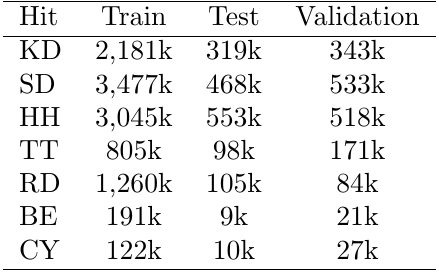 Hit Train Test Validation
KD 2,181k 319k 343k
SD 3,477k 468k 533k
HH 3,045k 553k 518k
TT 805k 98k 171k
RD 1,260k 105k 84k
BE 191k 9k 21k
CY 122k 10k 27k